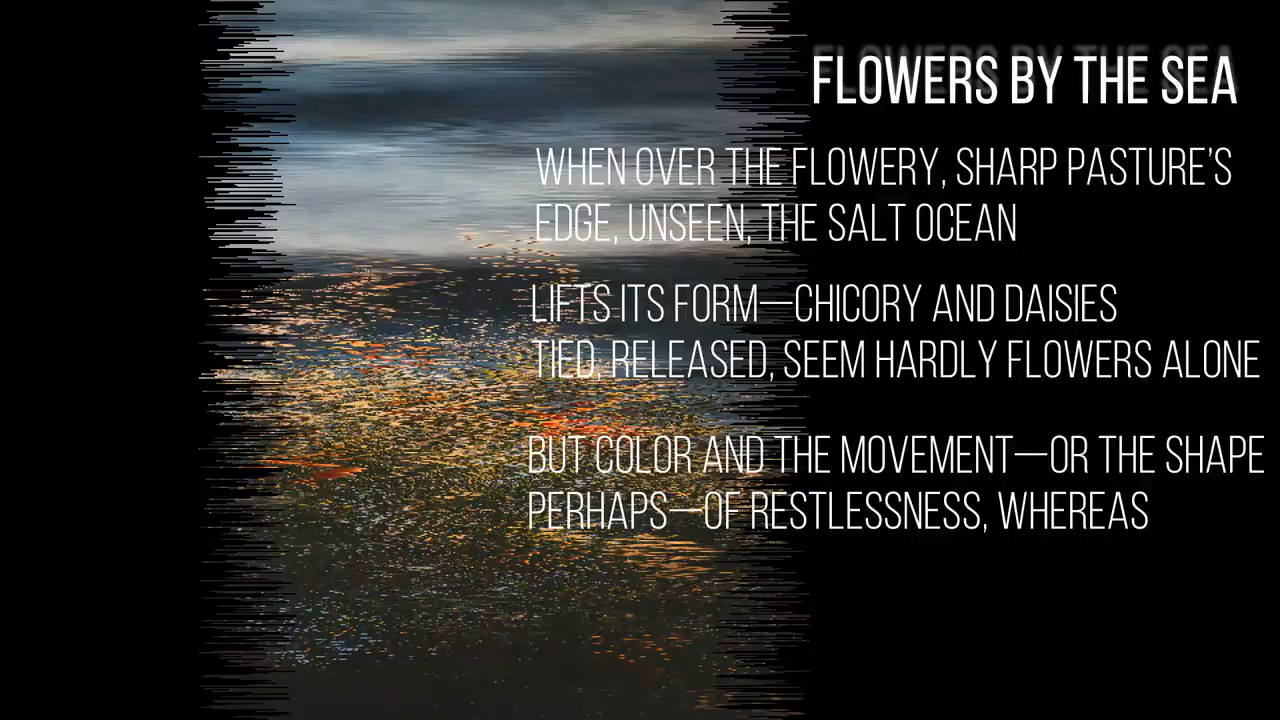 FLOWERS BY THE SEA
WHEN OVER THE FLOWERY, SHARP PASTURE’S
EDGE, UNSEEN, THE SALT OCEAN
LIFTS ITS FORM—CHICORY AND DAISIES
TIED, RELEASED, SEEM HARDLY FLOWERS ALONE
BUT COLOR AND THE MOVEMENT—OR THE SHAPE
PERHAPS—OF RESTLESSNESS, WHEREAS